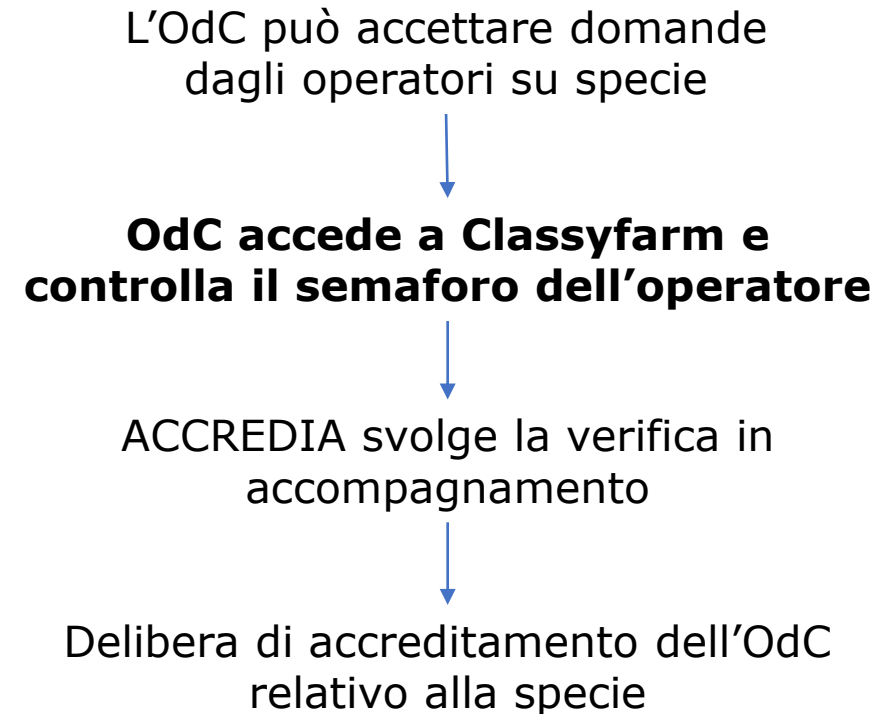 L’OdC può accettare domande
dagli operatori su specie
OdC accede a Classyfarm e
controlla il semaforo dell’operatore
ACCREDIA svolge la verifica in
accompagnamento
Delibera di accreditamento dell’OdC
relativo alla specie